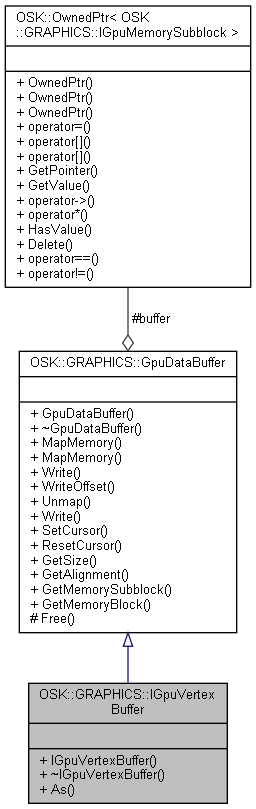 OSK::OwnedPtr< OSK
::GRAPHICS::IGpuMemorySubblock >
+ OwnedPtr()
+ OwnedPtr()
+ OwnedPtr()
+ operator=()
+ operator[]()
+ operator[]()
+ GetPointer()
+ GetValue()
+ operator->()
+ operator*()
+ HasValue()
+ Delete()
+ operator==()
+ operator!=()
#buffer
OSK::GRAPHICS::GpuDataBuffer
+ GpuDataBuffer()
+ ~GpuDataBuffer()
+ MapMemory()
+ MapMemory()
+ Write()
+ WriteOffset()
+ Unmap()
+ Write()
+ SetCursor()
+ ResetCursor()
+ GetSize()
+ GetAlignment()
+ GetMemorySubblock()
+ GetMemoryBlock()
# Free()
OSK::GRAPHICS::IGpuVertex
Buffer
+ IGpuVertexBuffer()
+ ~IGpuVertexBuffer()
+ As()